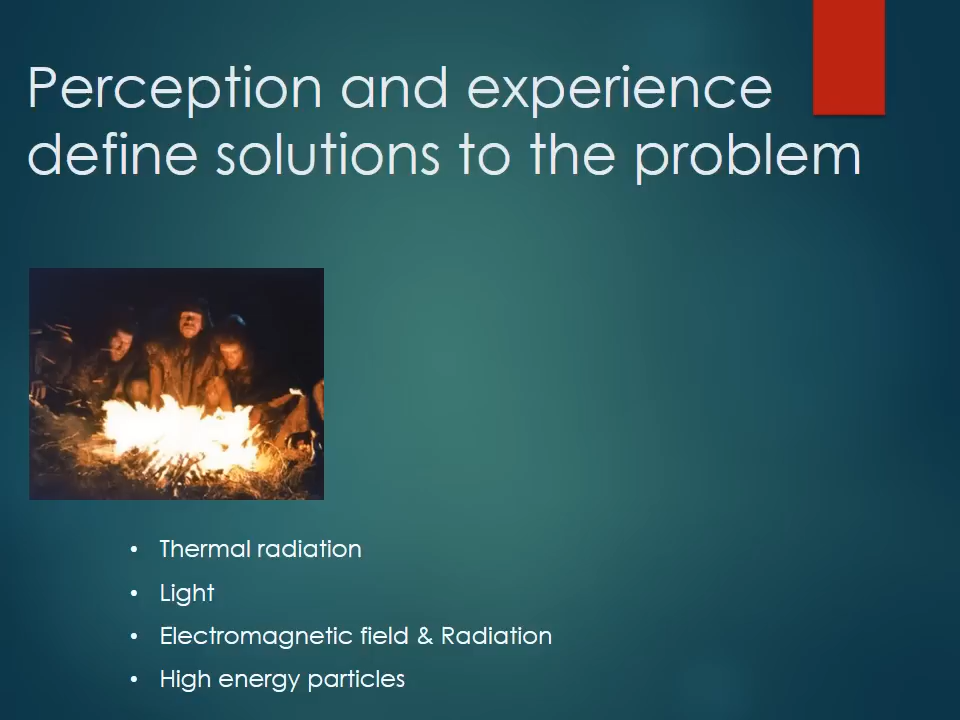 Perception and experience
define solutions to the problem
• Thermal radiation
• Light
• Electromagnetic field & Radiation
• High energy particles